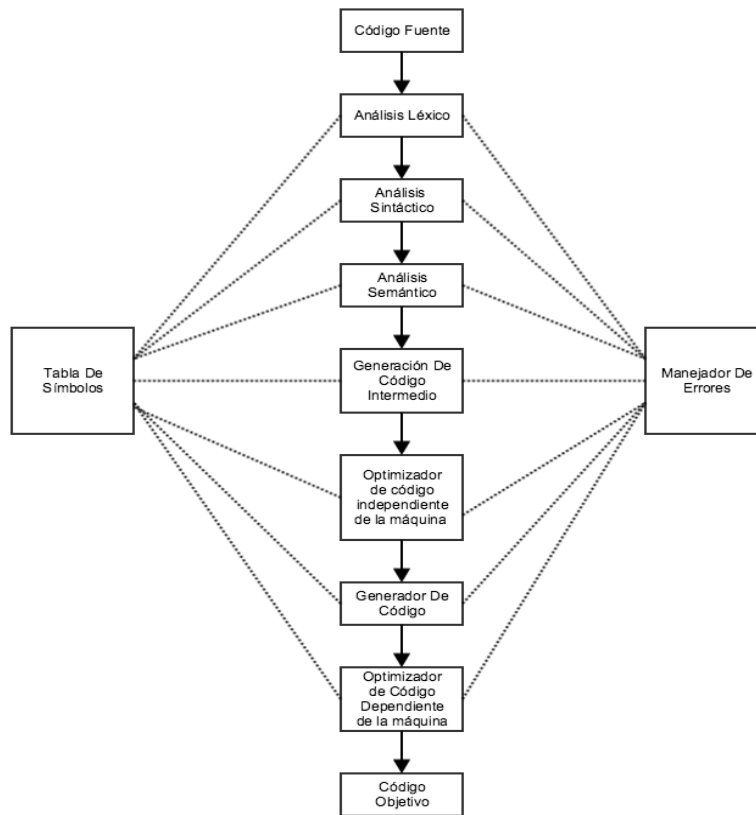 Código Fuente
Análisis Léxico
Análisis
Sintáctico
Análisis
Semántico
Tabla De
Símbolos
Generación De
Código
Intermedio
Manejador De
Errores
Optimizador
de código
independiente
de la máquina
Generador De
Código
Optimizador
de Código
Dependiente
de la máquina
Código
Objetivo